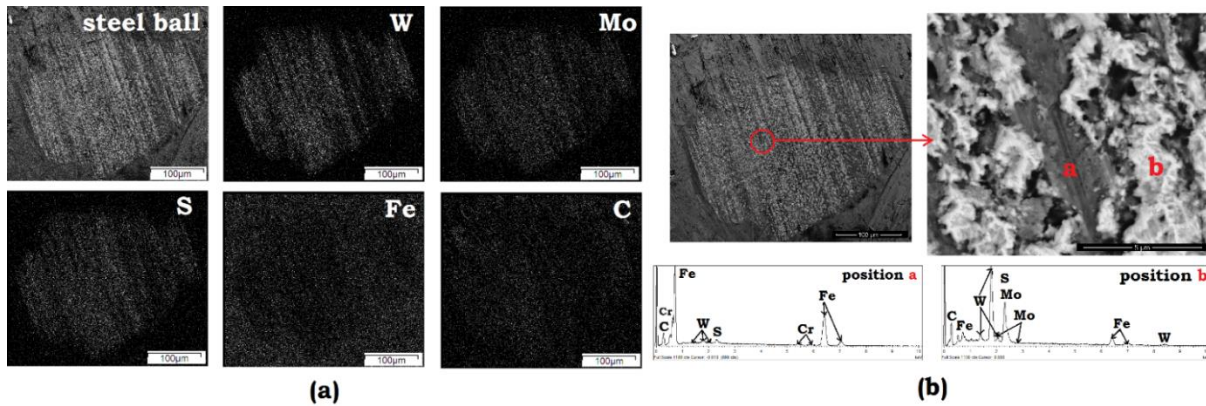 steel ball
100µm
W
100µm
Mo
100µm
S
100µm
Fe
100µm
C
100µm
(a)
100 µm
a
b
5 µm
position a
Fe
Cr
C
W
S
Cr
Fe
position b
S
Mo
W
C
Fe
Mo
Fe
W
(b)